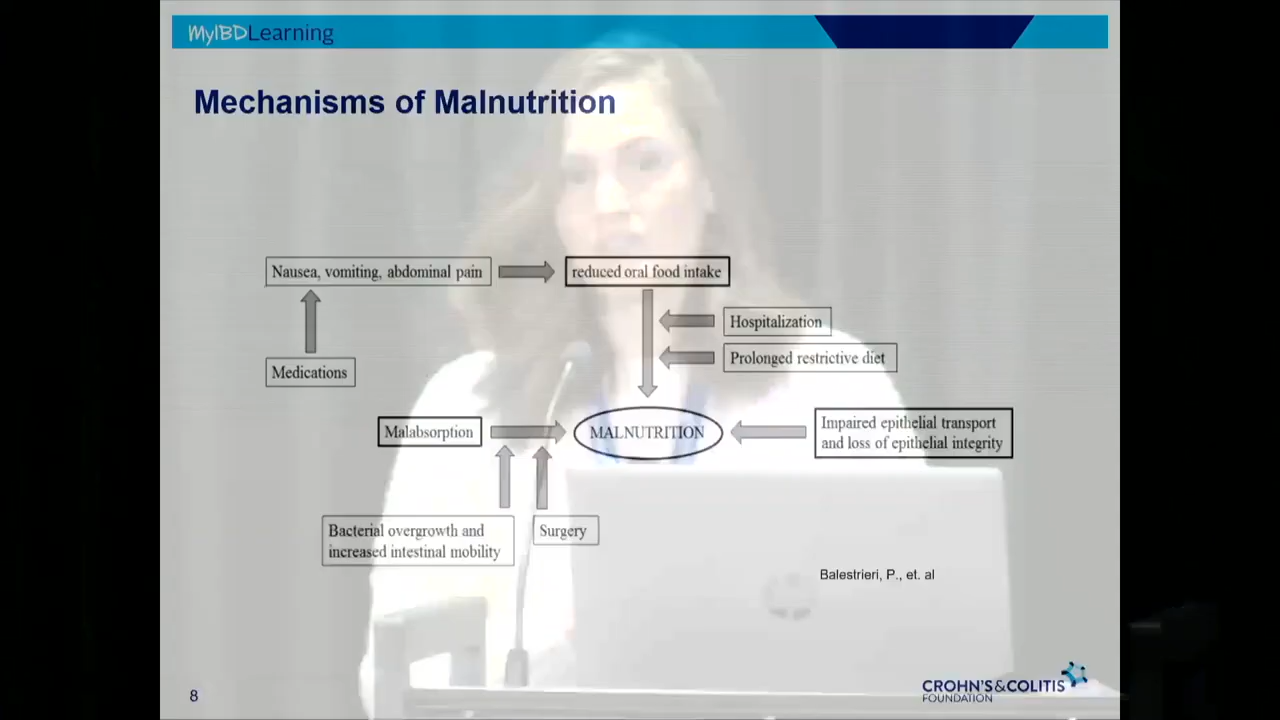 MyIBDLearning
Mechanisms of Malnutrition
Nausea, vomiting, abdominal pain
reduced oral food intake
Hospitalization
Prolonged restrictive diet
Medications
Malabsorption
MALNUTRITION
Impaired epithelial transport
and loss of epithelial integrity
Bacterial overgrowth and
increased intestinal mobility
Surgery
Balestrieri, P., et. al
8
CROHN'S&COLITIS
FOUNDATION